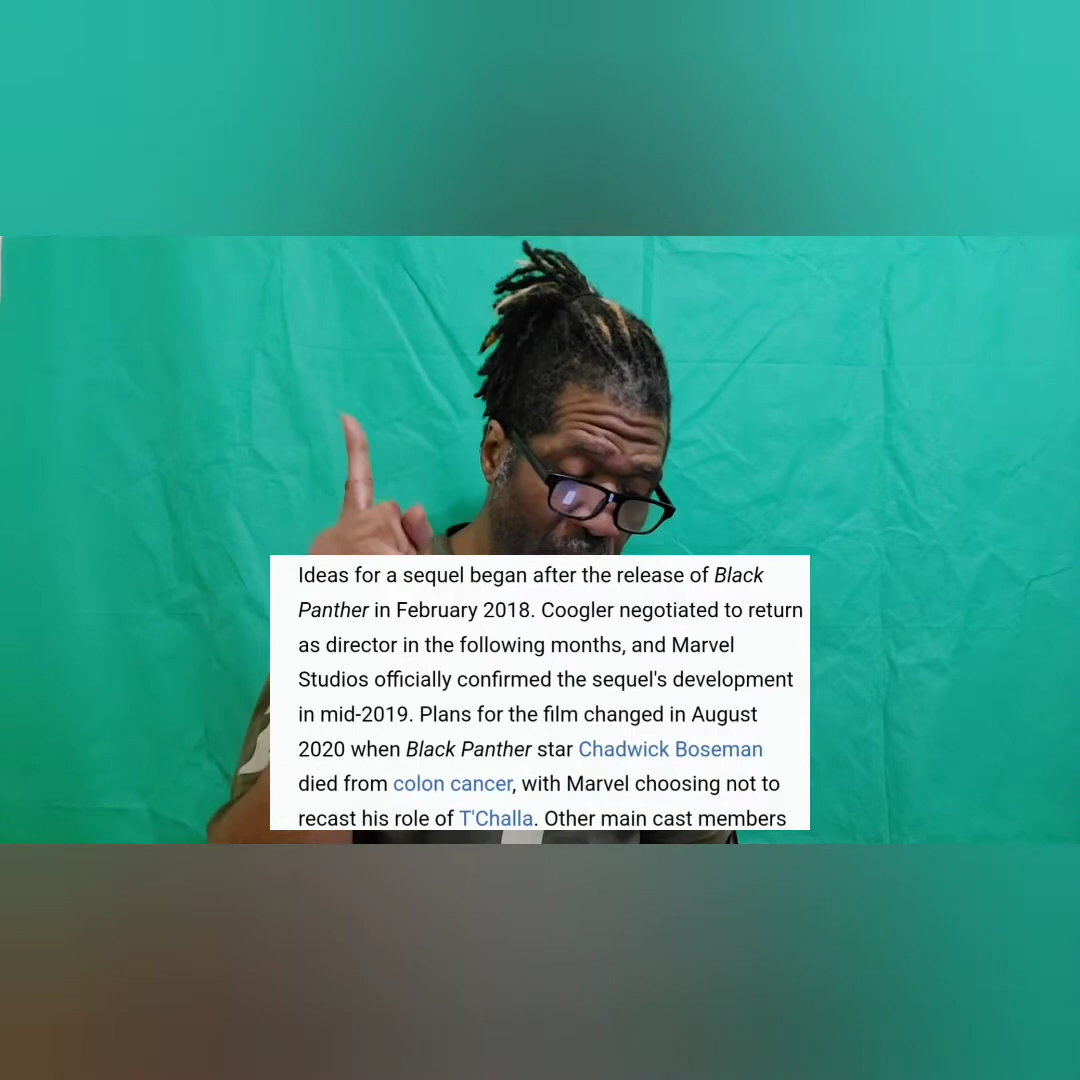 Ideas for a sequel began after the release of Black
Panther in February 2018. Coogler negotiated to return
as director in the following months, and Marvel
Studios officially confirmed the sequel's development
in mid-2019. Plans for the film changed in August
2020 when Black Panther star Chadwick Boseman
died from colon cancer, with Marvel choosing not to
recast his role of T'Challa. Other main cast members